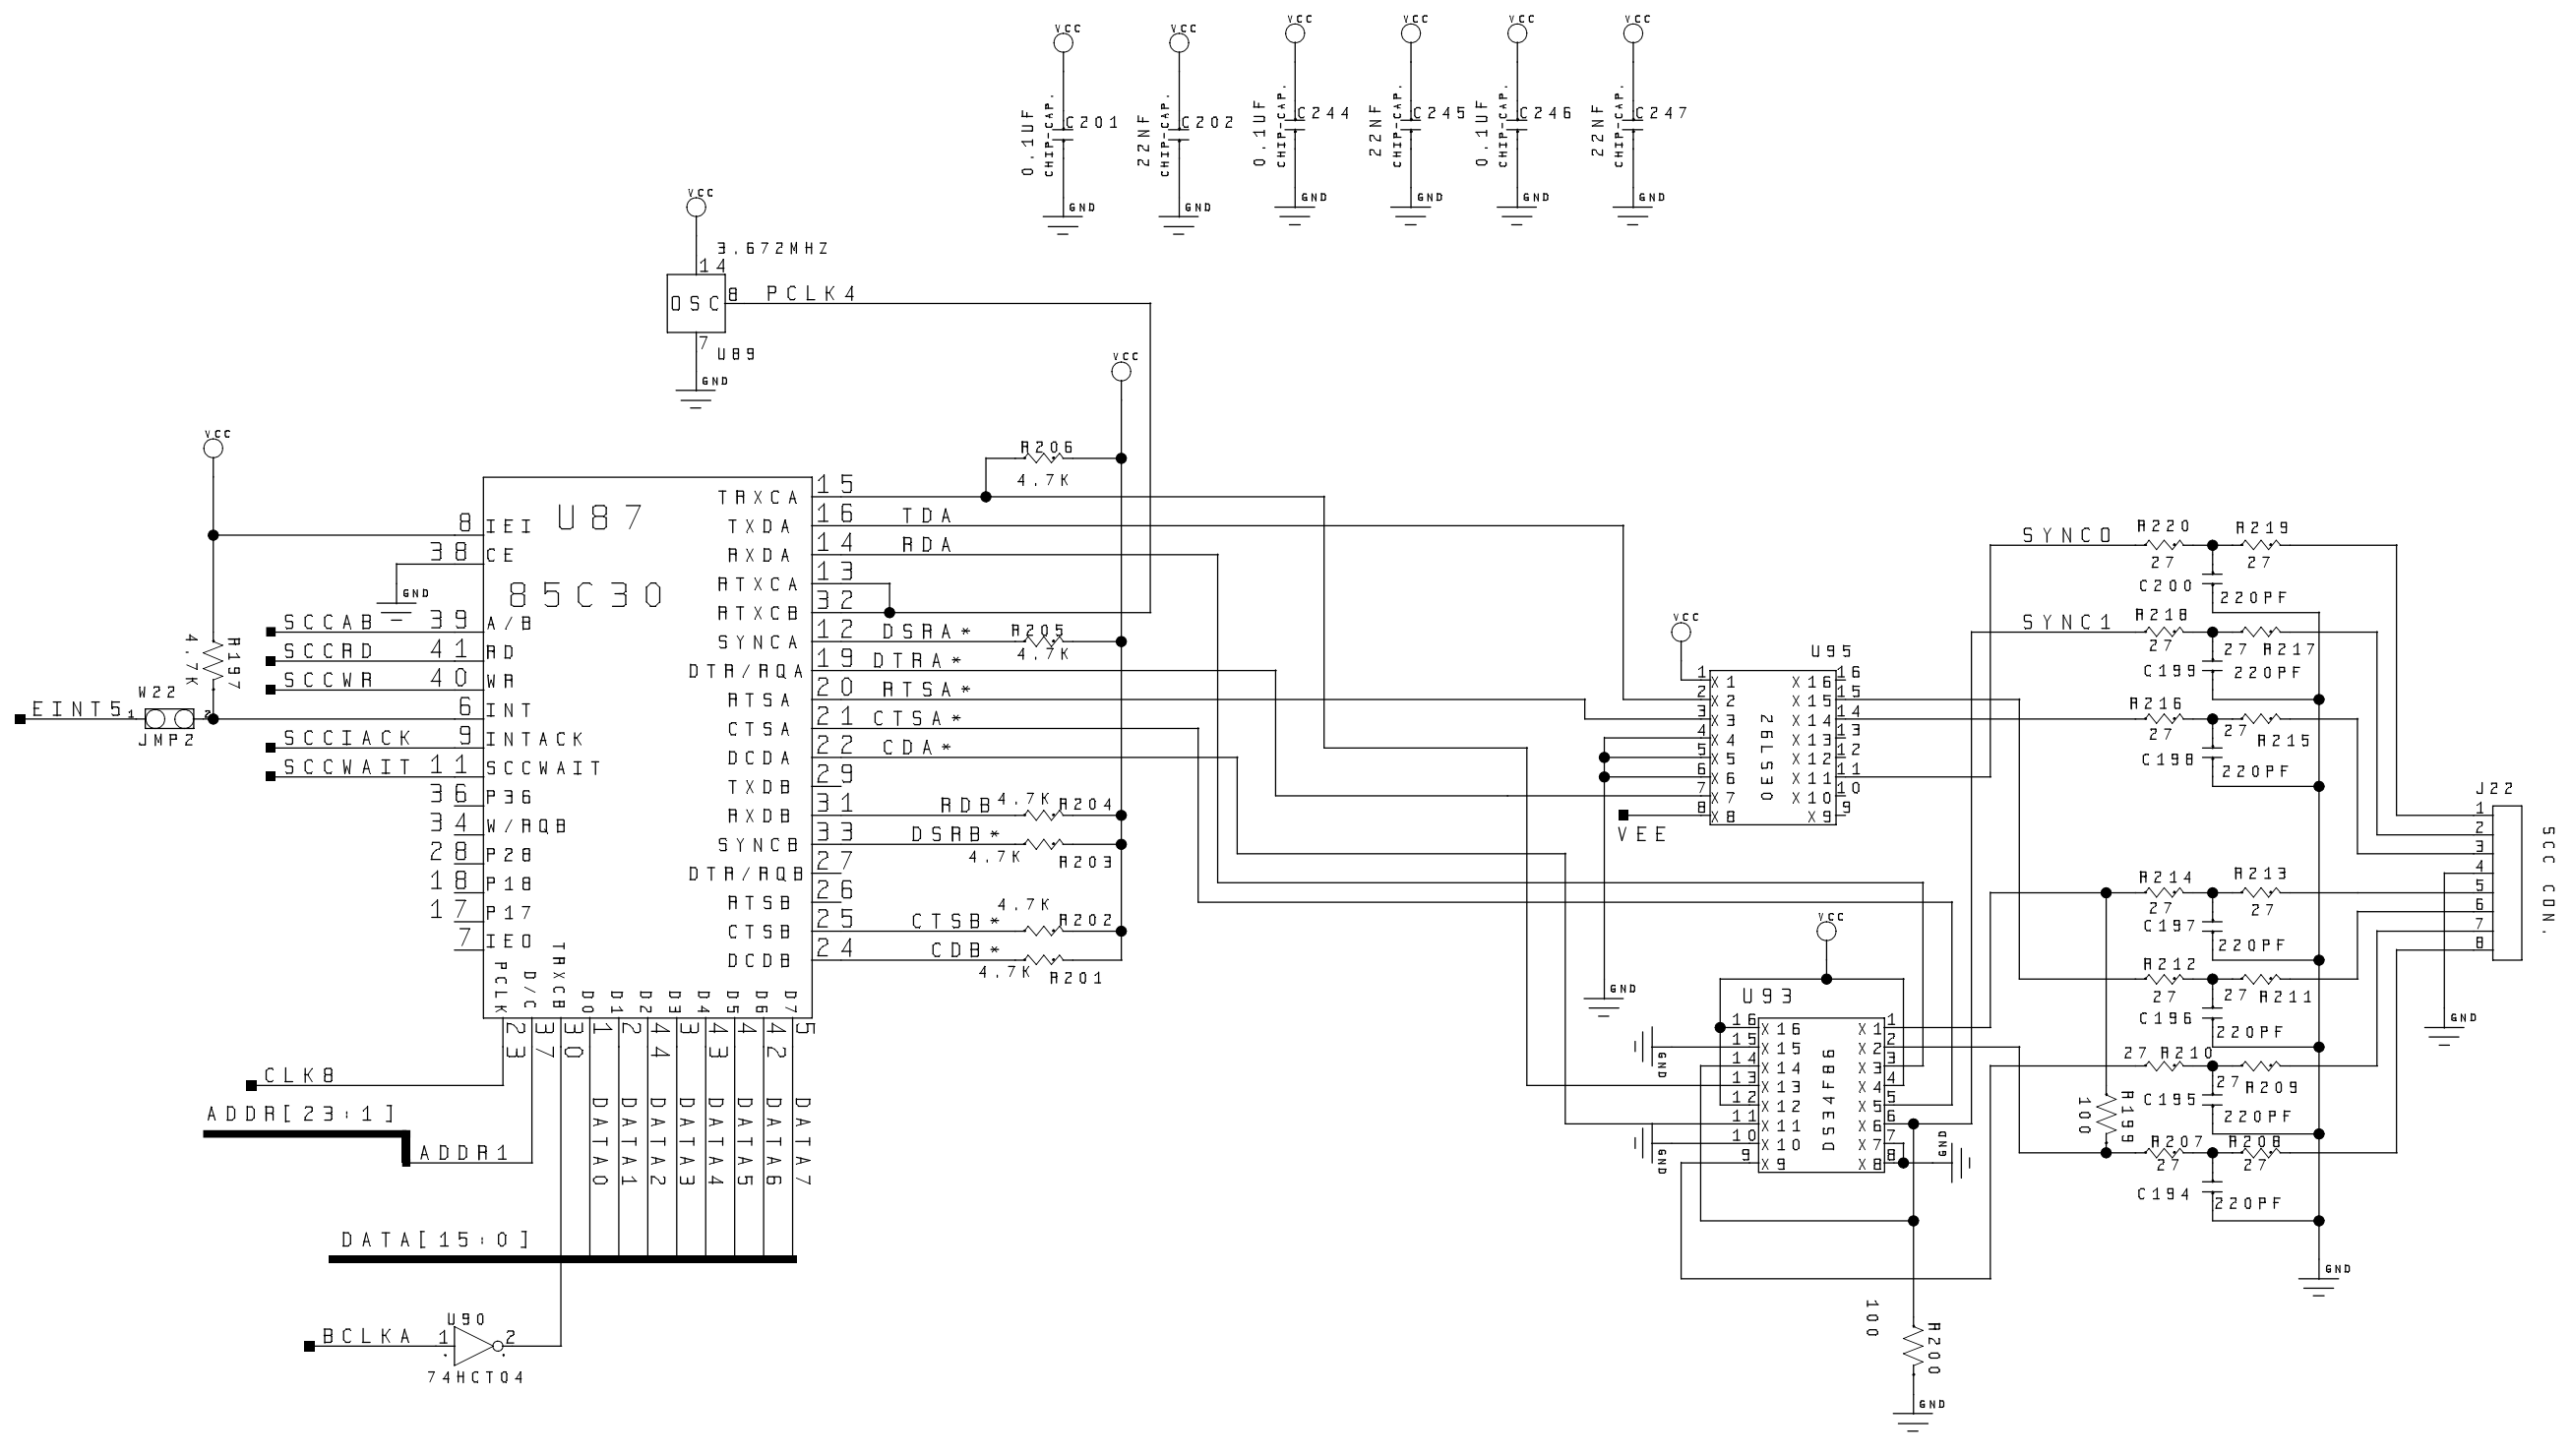 VCC VCC VCC VCC VCC VCC
0.1UF CHIP-CAP. C201
22NF CHIP-CAP. C202
0.1UF CHIP-CAP. C244
22NF CHIP-CAP. C245
0.1UF CHIP-CAP. C246
22NF CHIP-CAP. C247
GND GND GND GND GND GND
VCC
3.672MHZ
14
OSC 8 PCLK4
7
U89
GND
VCC
VCC
R206
4.7K
U87
85C30
8 IEI
38 CE
GND
SCCAB 39 A/B
SCCRD 41 RD
SCCWR 40 WR
4.7K R197
W22
EINT5 1 2 6 INT
JMP2
SCCIACK 9 INTACK
SCCWAIT 11 SCCWAIT
36 P36
34 W/RQB
28 P28
18 P18
17 P17
7 IEO
TRXCA 15
TXDA 16 TDA
RXDA 14 RDA
RTXCA 13
RTXCB 32
SYNCA 12 DSRA* R205 4.7K
DTR/RQA 19 DTRA*
RTSA 20 RTSA*
CTSA 21 CTSA*
DCDA 22 CDA*
TXDB 29
RXDB 31 RDB 4.7K R204
SYNCB 33 DSRB* 4.7K R203
DTR/RQB 27
RTSB 26
CTSB 25 CTSB* 4.7K R202
DCDB 24 CDB* 4.7K R201
PCLK D/C TRXCB D0 D1 D2 D3 D4 D5 D6 D7
23 37 30 1 2 44 3 43 4 42 5
CLK8
ADDR[23:1]
ADDR1
DATA0 DATA1 DATA2 DATA3 DATA4 DATA5 DATA6 DATA7
DATA[15:0]
U90
BCLKA 1 2
74HCT04
VCC
U95
26LS30
1 X1 X16 16
2 X2 X15 15
3 X3 X14 14
4 X4 X13 13
5 X5 X12 12
6 X6 X11 11
7 X7 X10 10
8 X8 X9 9
VEE
GND
VCC
U93
DS34F86
16 X16 X1 1
15 X15 X2 2
14 X14 X3 3
13 X13 X4 4
12 X12 X5 5
11 X11 X6 6
10 X10 X7 7
9 X9 X8 8
GND
GND
GND
100 R200
GND
SYNC0 R220 27 R219 27
C200 220PF
SYNC1 R218 27 27 R217
C199 220PF
R216 27 27 R215
C198 220PF
R214 27 R213 27
C197 220PF
R212 27 27 R211
C196 220PF
27 R210 27 R209
C195 220PF
100 R199
R207 27 R208 27
C194 220PF
GND
J22
1
2
3
4
5
6
7
8
SCC CON.
GND